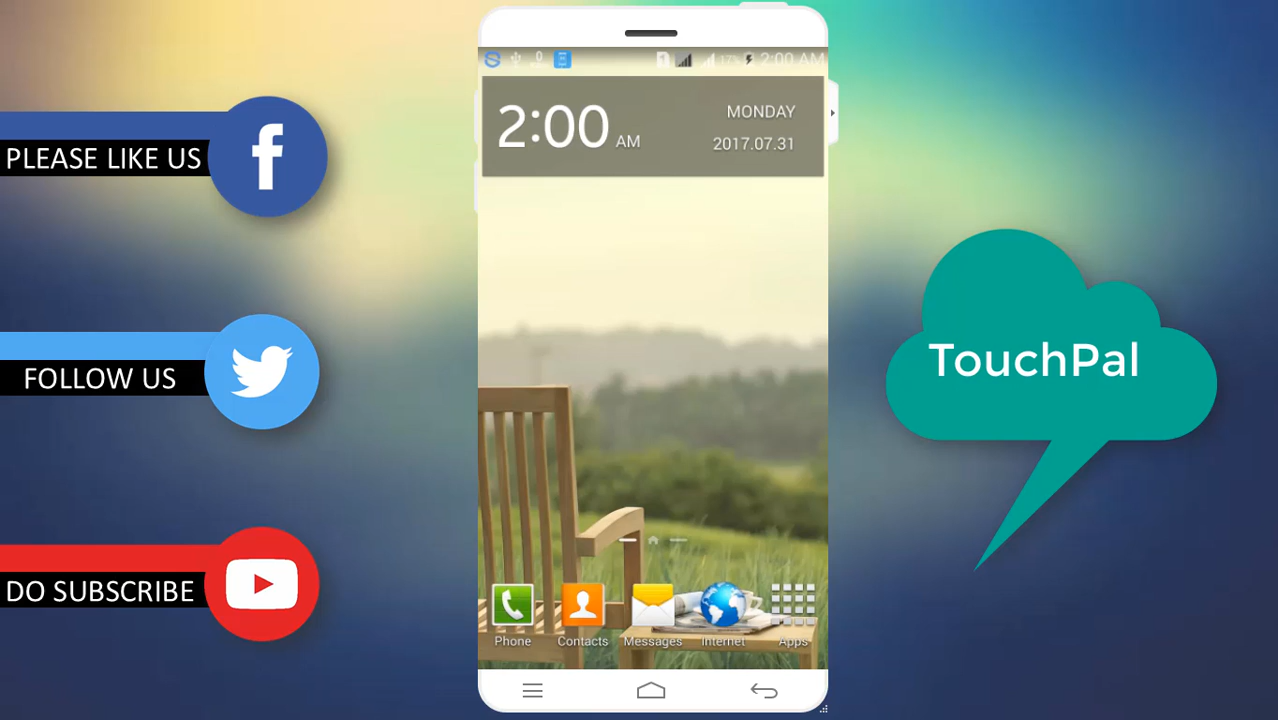 PLEASE LIKE US
f
FOLLOW US
DO SUBSCRIBE
17% 2:00 AM
2:00 AM
MONDAY
2017.07.31
Phone Contacts Messages Internet Apps
TouchPal